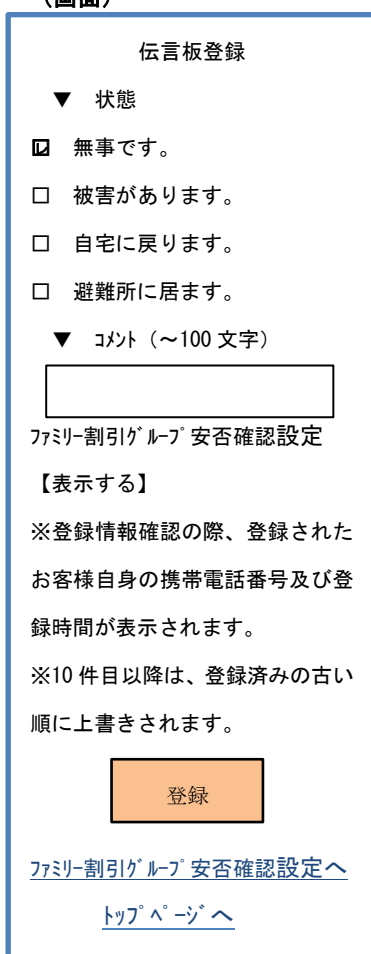 （画面）
伝言板登録
▼ 状態
☑ 無事です。
□ 被害があります。
□ 自宅に戻ります。
□ 避難所に居ます。
▼ ｺﾒﾝﾄ（～100 文字）
ﾌｧﾐﾘｰ割引ｸﾞﾙｰﾌﾟ安否確認設定
【表示する】
※登録情報確認の際、登録された
お客様自身の携帯電話番号及び登
録時間が表示されます。
※10 件目以降は、登録済みの古い
順に上書きされます。
登録
ﾌｧﾐﾘｰ割引ｸﾞﾙｰﾌﾟ安否確認設定へ
ﾄｯﾌﾟﾍﾟｰｼﾞへ